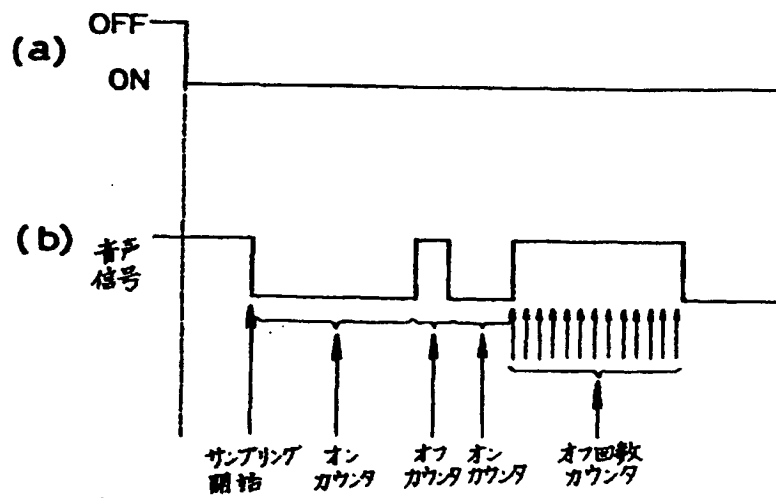 OFF
(a)
ON
(b)
音声
信号
サンプリング
開始
オン
カウンタ
オフ
カウンタ
オン
カウンタ
オフ回数
カウンタ